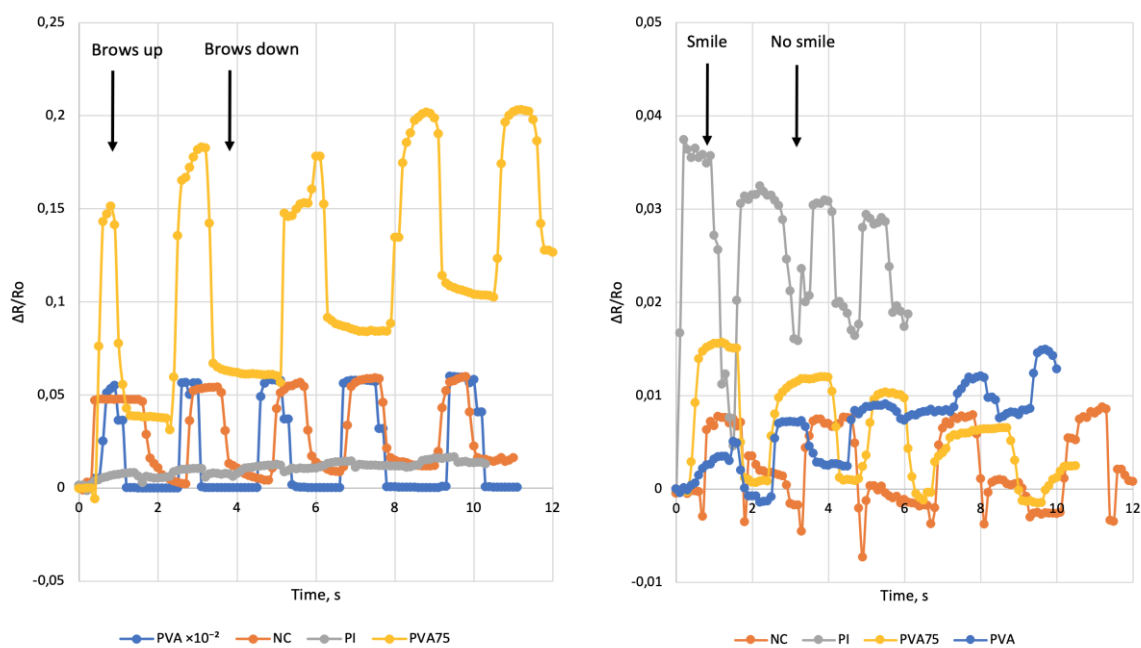 0,25
0,2
0,15
0,1
0,05
0
-0,05
ΔR/Ro
Brows up
Brows down
0 2 4 6 8 10 12
Time, s
PVA ×10⁻² NC PI PVA75
0,05
0,04
0,03
0,02
0,01
0
-0,01
ΔR/Ro
Smile
No smile
0 2 4 6 8 10 12
Time, s
NC PI PVA75 PVA